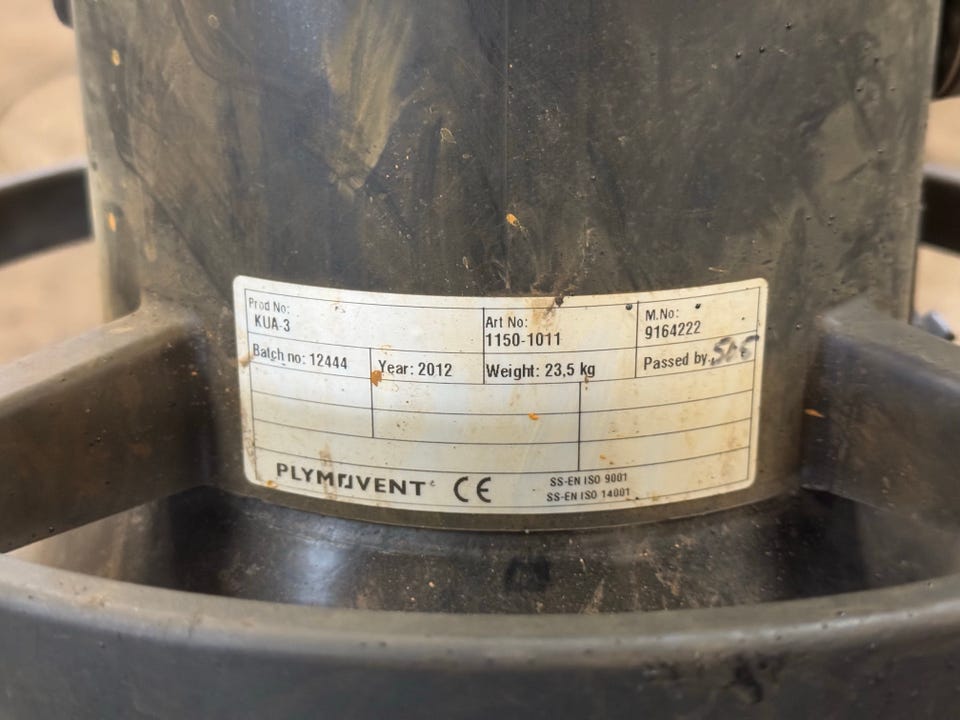 Prod No:
KUA-3
Art No:
1150-1011
M.No:
9164222
Batch no: 12444
Year: 2012
Weight: 23,5 kg
Passed by:
PLYMOVENT
CE
SS-EN ISO 9001
SS-EN ISO 14001